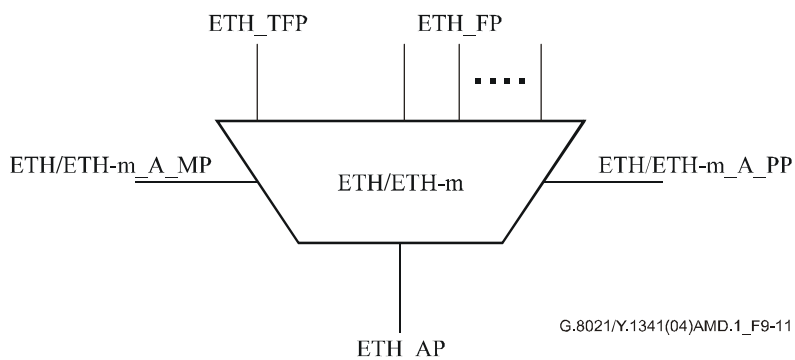 ETH_TFP
ETH_FP
ETH/ETH-m_A_MP
ETH/ETH-m
ETH/ETH-m_A_PP
ETH_AP
G.8021/Y.1341(04)AMD.1_F9-11